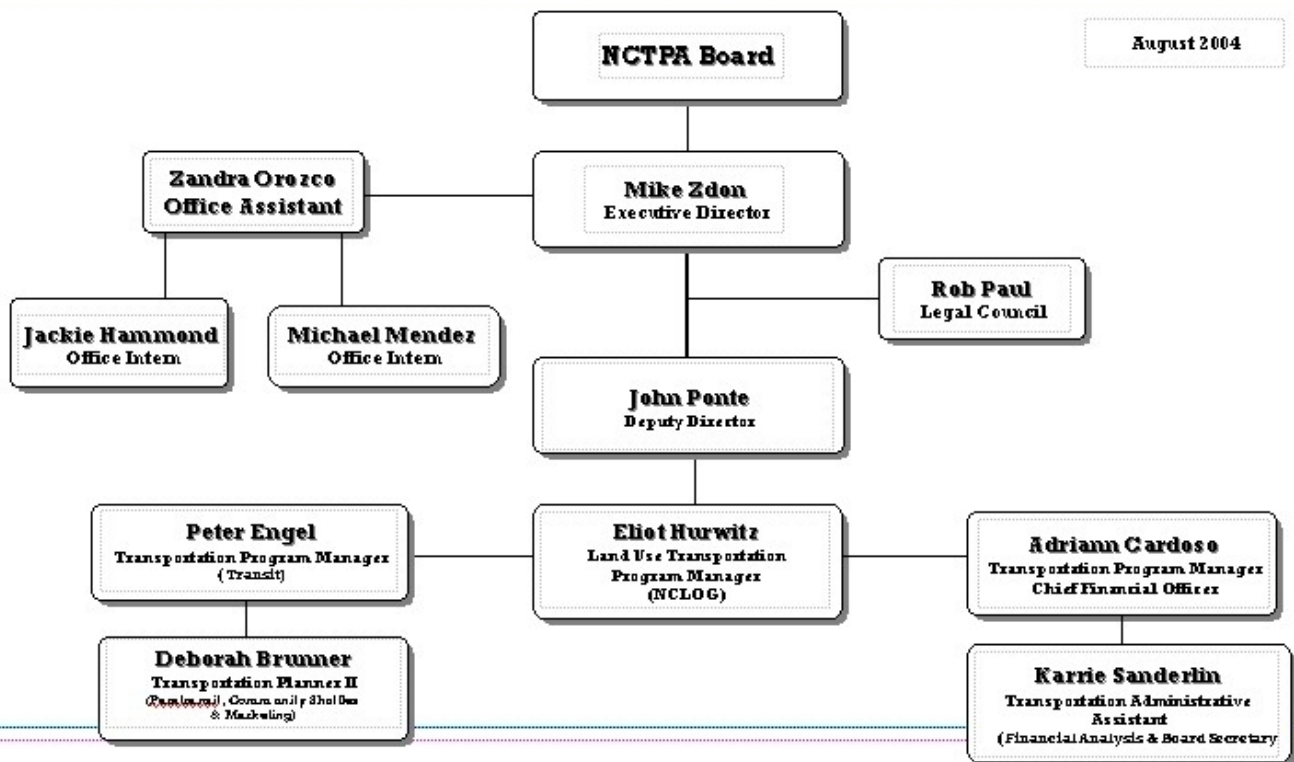 NCTPA Board
August 2004
Zandra Orozco
Office Assistant
Mike Zdon
Executive Director
Rob Paul
Legal Council
Jackie Hammond
Office Intern
Michael Mendez
Office Intern
John Ponte
Deputy Director
Peter Engel
Transportation Program Manager
(Transit)
Eliot Hurwitz
Land Use Transportation
Program Manager
(NCLOG)
Adriann Cardoso
Transportation Program Manager
Chief Financial Officer
Deborah Brunner
Transportation Planner II
Community
& Marketing)
Karrie Sanderlin
Transportation Administrative
Assistant
(Financial Analysis & Board Secretary